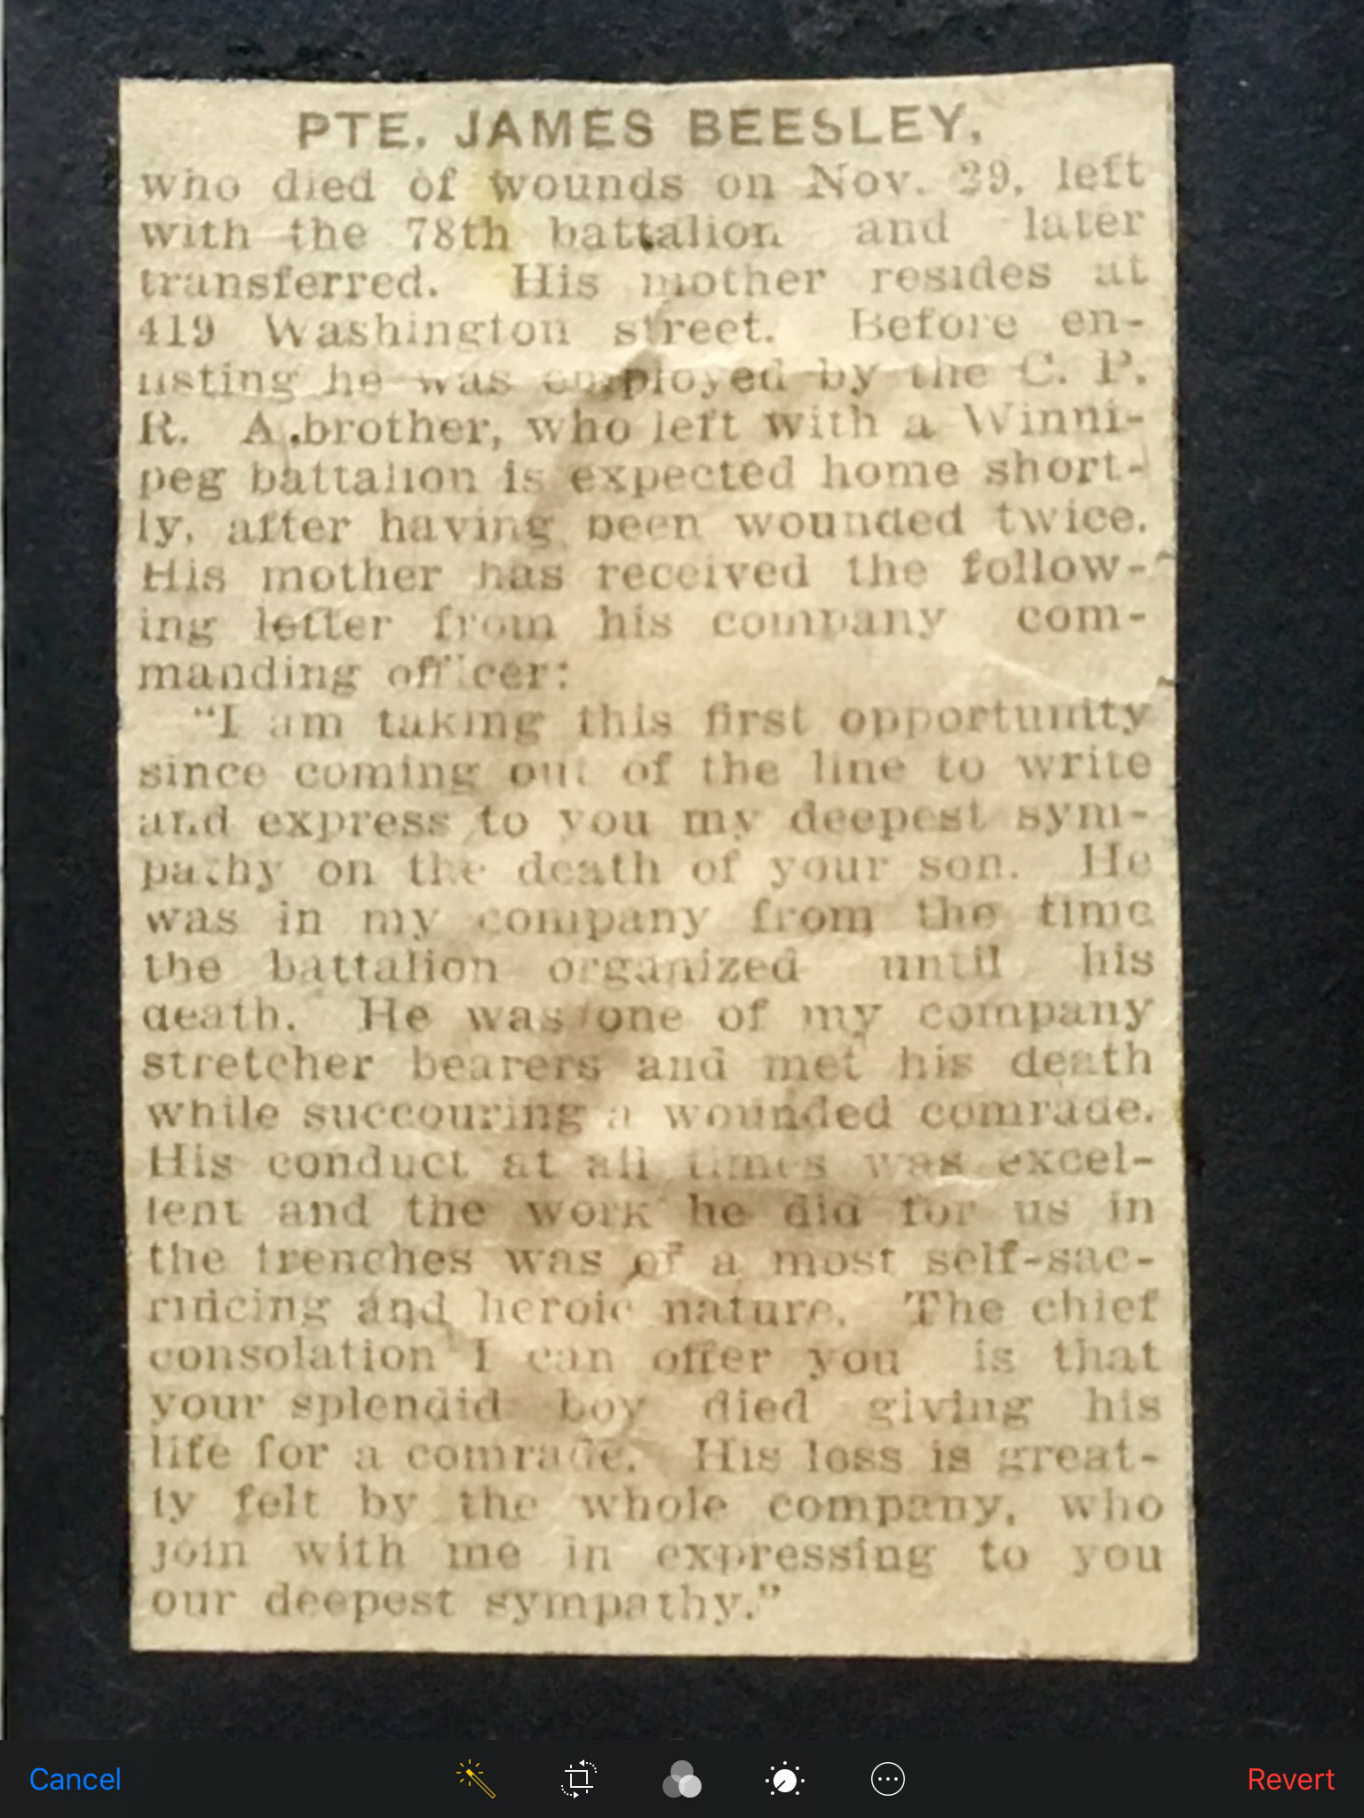 PTE. JAMES BEESLEY,
who died of wounds on Nov. 29, left
with the 78th battalion and later
transferred. His mother resides at
419 Washington street. Before en-
listing he was employed by the C. P.
R. A brother, who left with a Winni-
peg battalion is expected home short-
ly, after having been wounded twice.
His mother has received the follow-
ing letter from his company com-
manding officer:
"I am taking this first opportunity
since coming out of the line to write
and express to you my deepest sym-
pathy on the death of your son. He
was in my company from the time
the battalion organized until his
death. He was one of my company
stretcher bearers and met his death
while succouring a wounded comrade.
His conduct at all times was excel-
lent and the work he did for us in
the trenches was of a most self-sac-
rificing and heroic nature. The chief
consolation I can offer you is that
your splendid boy died giving his
life for a comrade. His loss is great-
ly felt by the whole company, who
join with me in expressing to you
our deepest sympathy."
Cancel
Revert